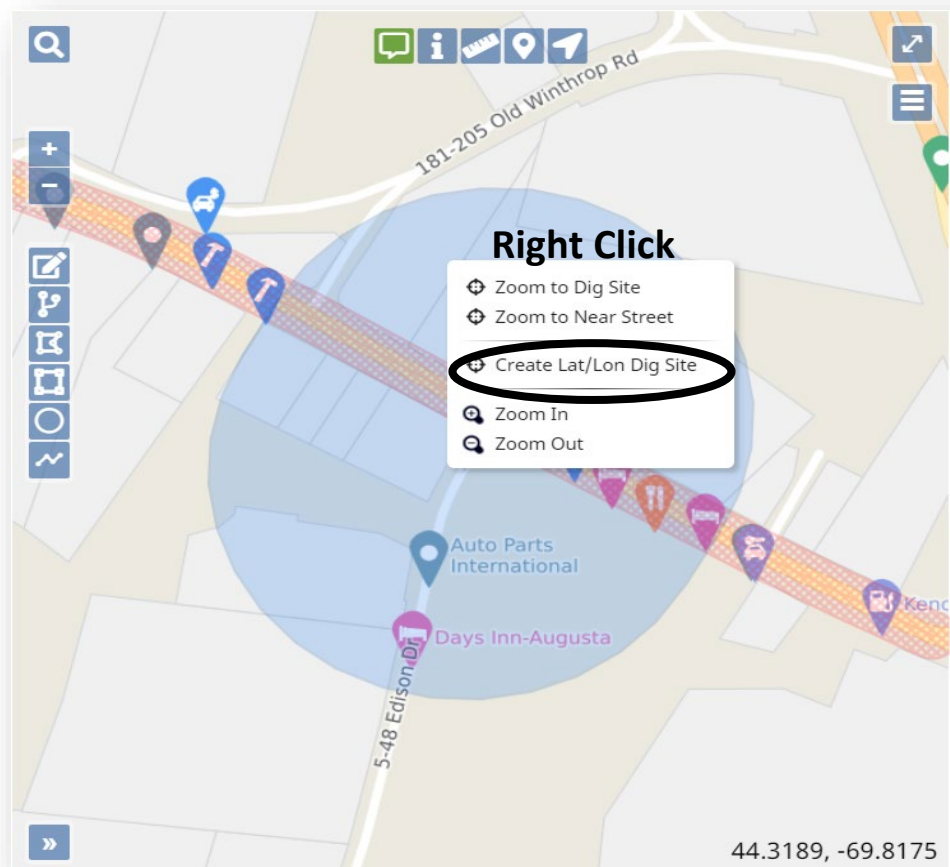 181-205 Old Winthrop Rd
Right Click
Zoom to Dig Site
Zoom to Near Street
Create Lat/Lon Dig Site
Zoom In
Zoom Out
Auto Parts
International
Kenc
Days Inn-Augusta
5-48 Edison Dr
44.3189, -69.8175